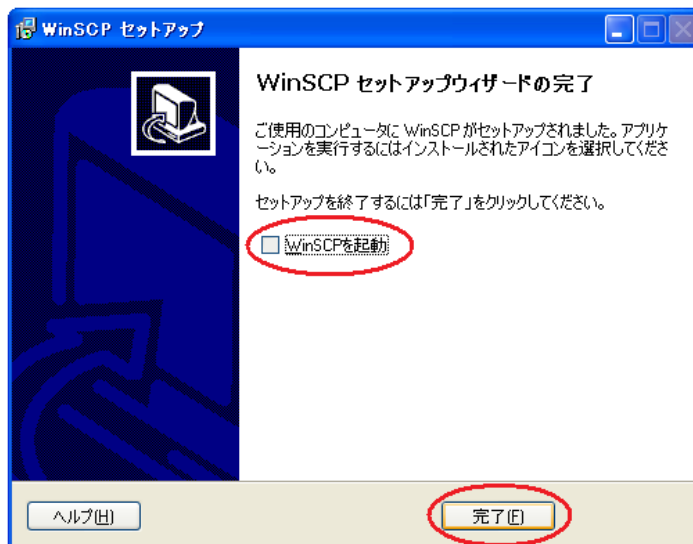 WinSCP セットアップ
WinSCP セットアップウィザードの完了
ご使用のコンピュータに WinSCP がセットアップされました。アプリケ
ーションを実行するにはインストールされたアイコンを選択してくださ
い。
セットアップを終了するには「完了」をクリックしてください。
WinSCPを起動
ヘルプ(H)
完了(F)